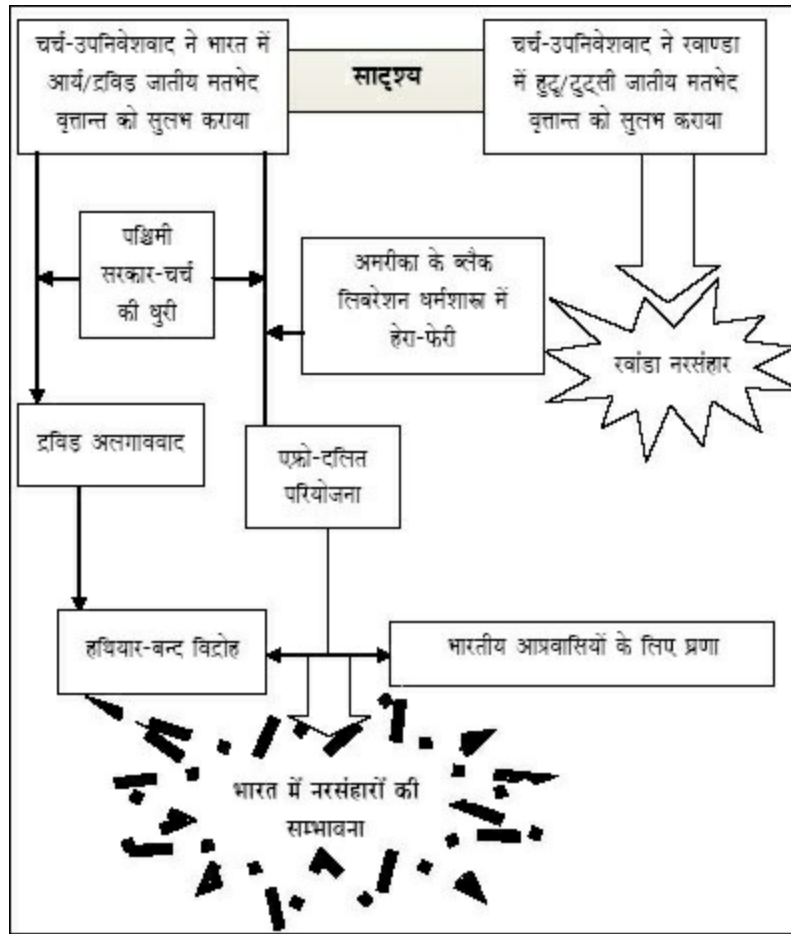 चर्च-उपनिवेशवाद ने भारत में
आर्य/द्रविड़ जातीय मतभेद
वृत्तान्त को सुलभ कराया
सादृश्य
चर्च-उपनिवेशवाद ने रवाण्डा
में हुटू/टुट्सी जातीय मतभेद
वृत्तान्त को सुलभ कराया
पश्चिमी
सरकार-चर्च
की धुरी
अमरीका के ब्लैक
लिबरेशन धर्मशास्त्र में
हेरा-फेरी
रवांडा नरसंहार
द्रविड़ अलगाववाद
एफ्रो-दलित
परियोजना
हथियार-बन्द विद्रोह
भारतीय आप्रवासियों के लिए घ्रणा
भारत में नरसंहारों की
सम्भावना